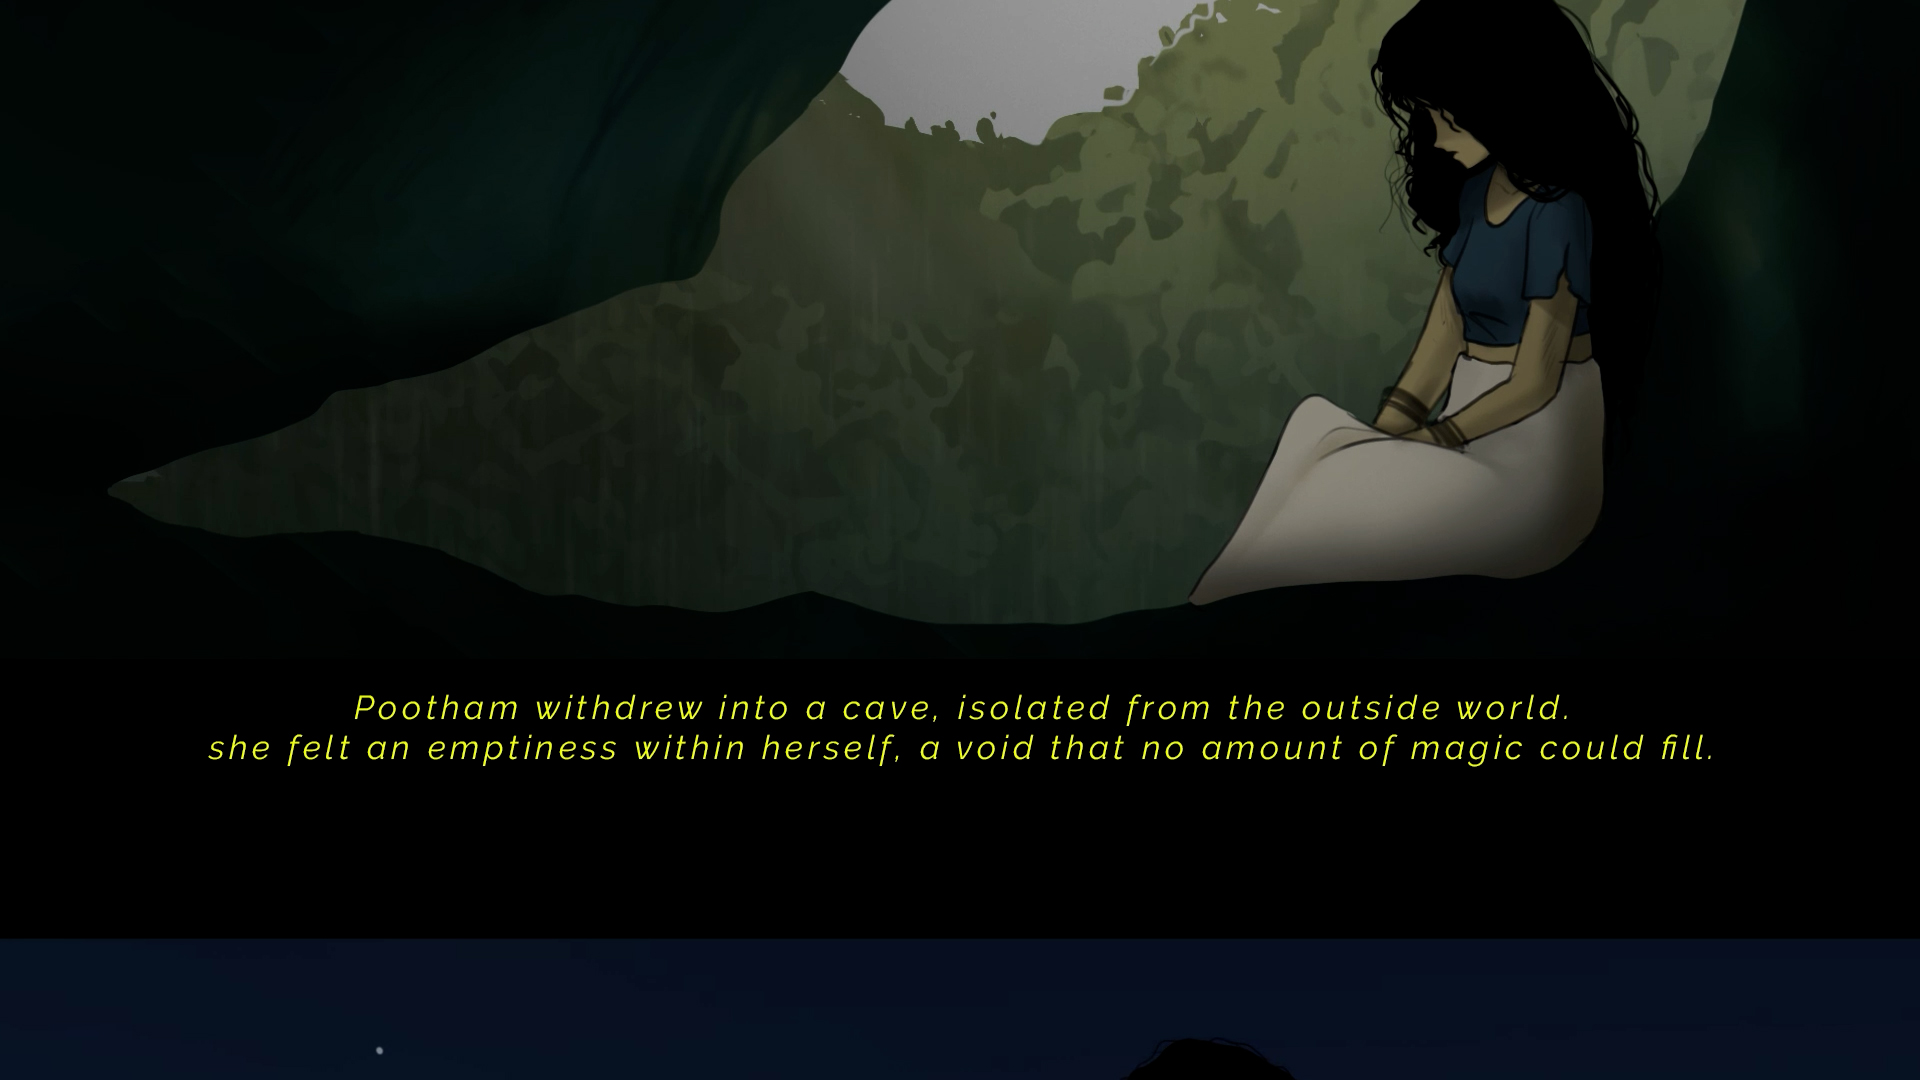 Pootham withdrew into a cave, isolated from the outside world.
she felt an emptiness within herself, a void that no amount of magic could fill.